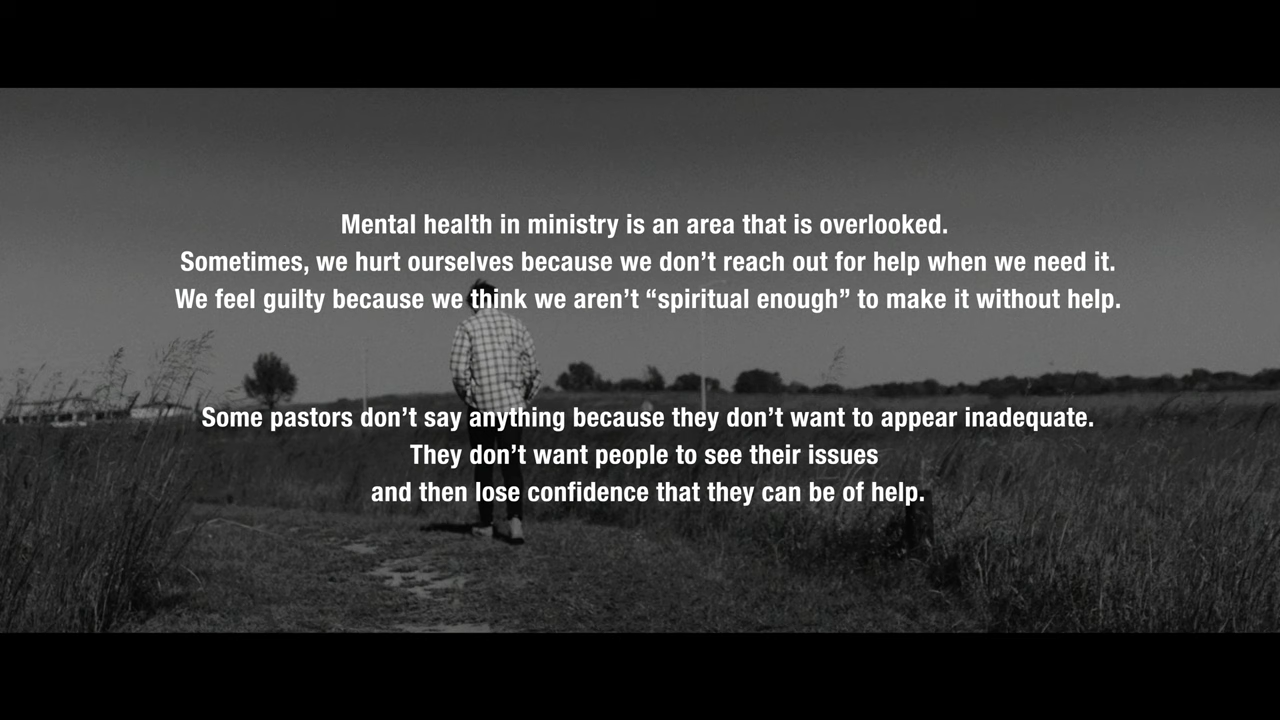 Mental health in ministry is an area that is overlooked.
Sometimes, we hurt ourselves because we don’t reach out for help when we need it.
We feel guilty because we think we aren’t “spiritual enough” to make it without help.
Some pastors don’t say anything because they don’t want to appear inadequate.
They don’t want people to see their issues
and then lose confidence that they can be of help.